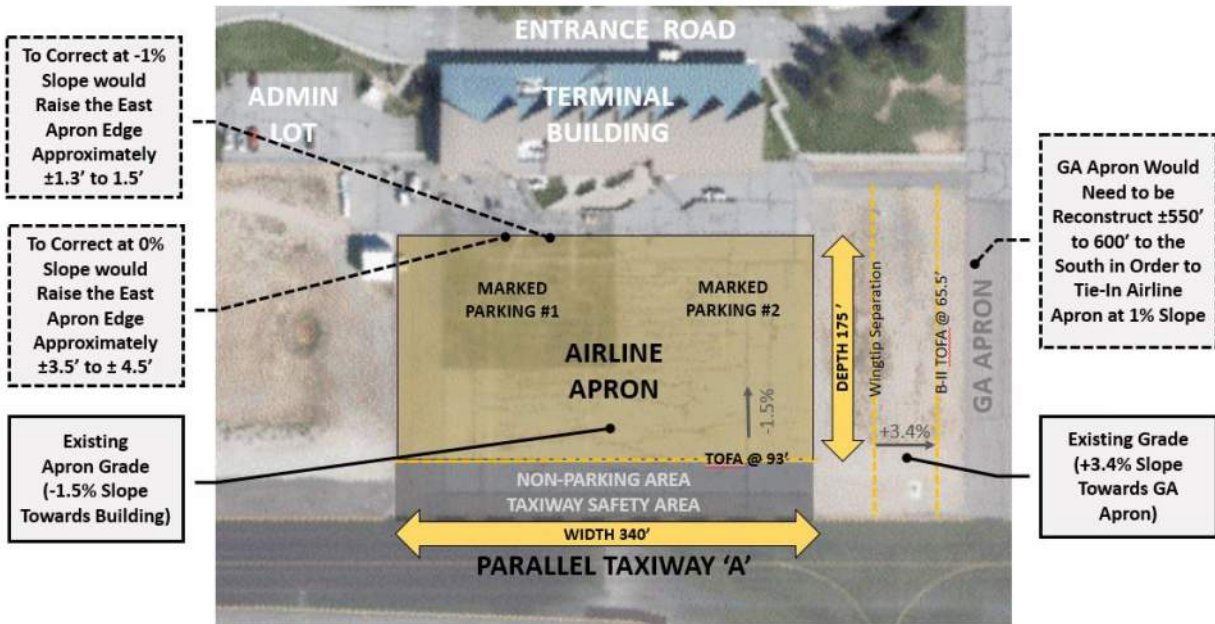 To Correct at -1%
Slope would
Raise the East
Apron Edge
Approximately
±1.3’ to 1.5’
To Correct at 0%
Slope would
Raise the East
Apron Edge
Approximately
±3.5’ to ± 4.5’
Existing
Apron Grade
(-1.5% Slope
Towards Building)
ENTRANCE ROAD
ADMIN
LOT
TERMINAL
BUILDING
MARKED
PARKING #1
MARKED
PARKING #2
AIRLINE
APRON
-1.5%
TOFA @ 93’
NON-PARKING AREA
TAXIWAY SAFETY AREA
WIDTH 340’
PARALLEL TAXIWAY ‘A’
DEPTH 175 ’
Wingtip Separation
+3.4%
B-II TOFA @ 65.5’
GA APRON
GA Apron Would
Need to be
Reconstruct ±550’
to 600’ to the
South in Order to
Tie-In Airline
Apron at 1% Slope
Existing Grade
(+3.4% Slope
Towards GA
Apron)